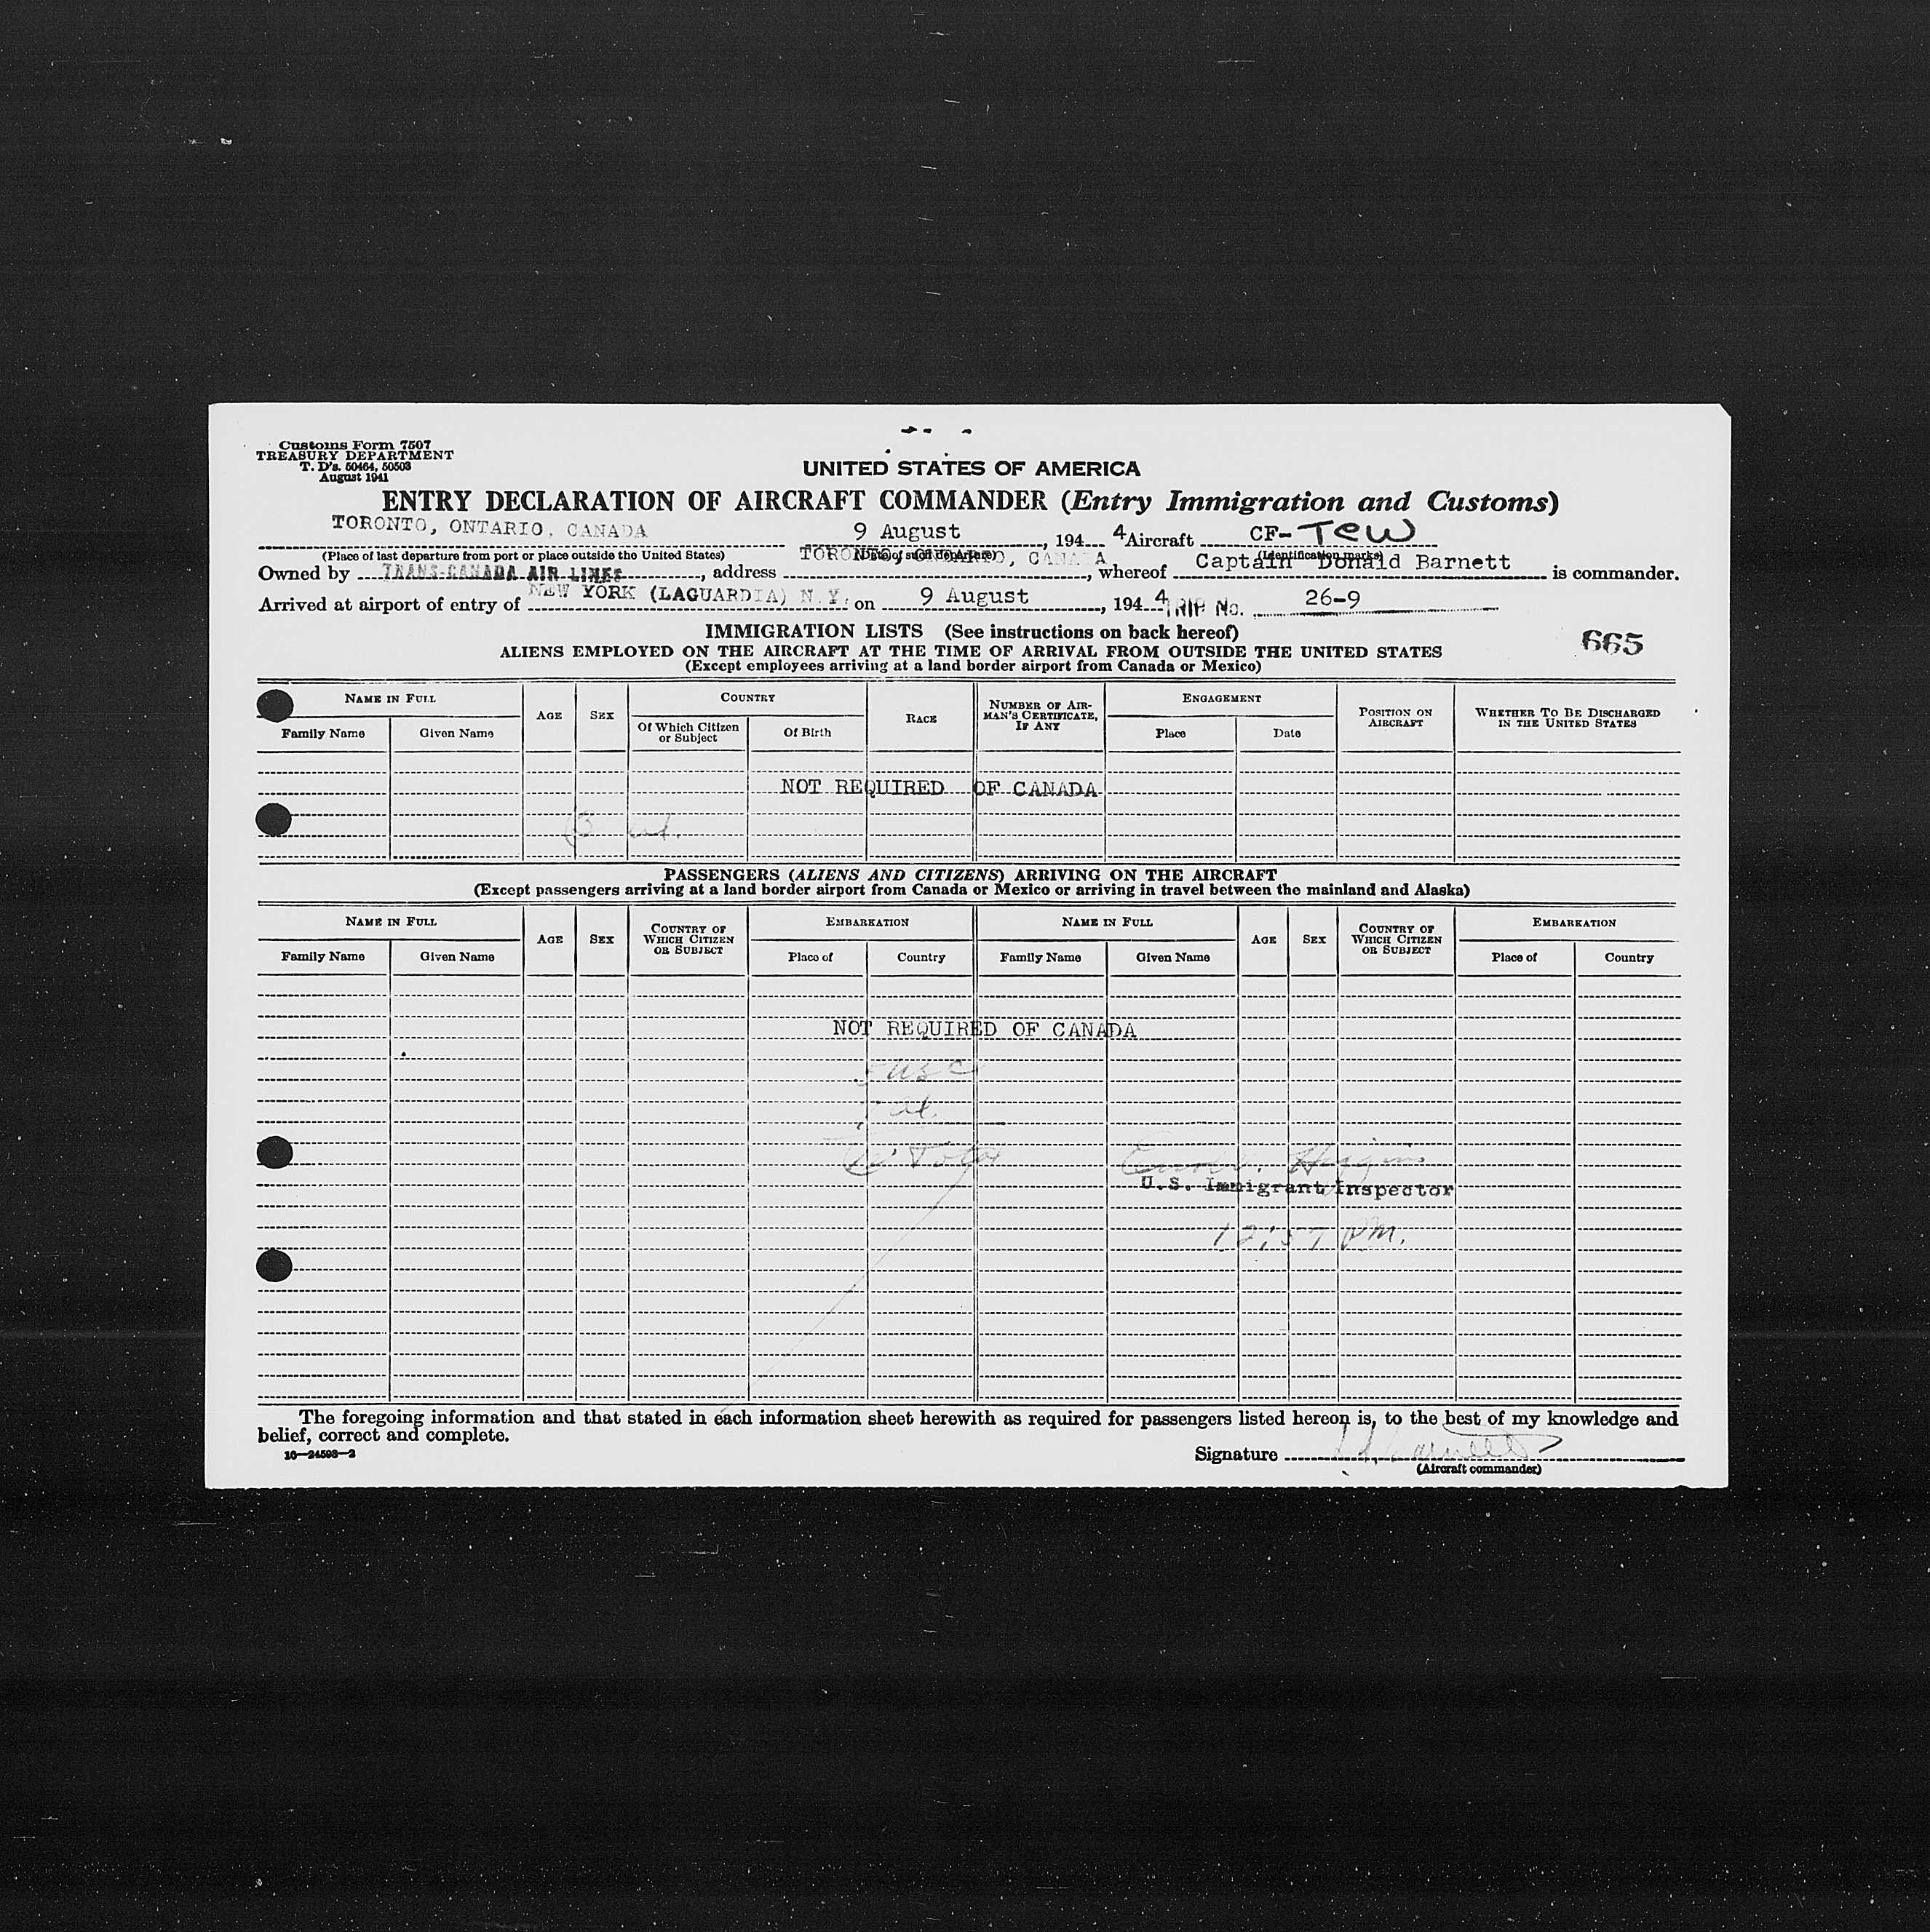 Customs Form 7507
TREASURY DEPARTMENT
T. D's. 50464, 50503
August 1941
UNITED STATES OF AMERICA
ENTRY DECLARATION OF AIRCRAFT COMMANDER (Entry Immigration and Customs)
TORONTO, ONTARIO, CANADA 9 August, 194 4 Aircraft CF-TCW
(Place of last departure from port or place outside the United States) (Date of such departure) (Identification marks)
Owned by TRANS-CANADA AIR LINES, address TORONTO, ONTARIO, CANADA, whereof Captain Donald Barnett is commander.
Arrived at airport of entry of NEW YORK (LAGUARDIA) N.Y. on 9 August, 194 4 TRIP No. 26-9
IMMIGRATION LISTS (See instructions on back hereof)
665
ALIENS EMPLOYED ON THE AIRCRAFT AT THE TIME OF ARRIVAL FROM OUTSIDE THE UNITED STATES
(Except employees arriving at a land border airport from Canada or Mexico)
NAME IN FULL AGE SEX COUNTRY RACE NUMBER OF AIRMAN'S CERTIFICATE, IF ANY ENGAGEMENT POSITION ON AIRCRAFT WHETHER TO BE DISCHARGED IN THE UNITED STATES
Family Name Given Name Of Which Citizen or Subject Of Birth Place Date
NOT REQUIRED OF CANADA
PASSENGERS (ALIENS AND CITIZENS) ARRIVING ON THE AIRCRAFT
(Except passengers arriving at a land border airport from Canada or Mexico or arriving in travel between the mainland and Alaska)
NAME IN FULL AGE SEX COUNTRY OF WHICH CITIZEN OR SUBJECT EMBARKATION NAME IN FULL AGE SEX COUNTRY OF WHICH CITIZEN OR SUBJECT EMBARKATION
Family Name Given Name Place of Country Family Name Given Name Place of Country
NOT REQUIRED OF CANADA
USC
Total Higgins
U.S. Immigrant Inspector
12:57 PM.
The foregoing information and that stated in each information sheet herewith as required for passengers listed hereon is, to the best of my knowledge and
belief, correct and complete.
16—24593—2
Signature Barnett
(Aircraft commander)